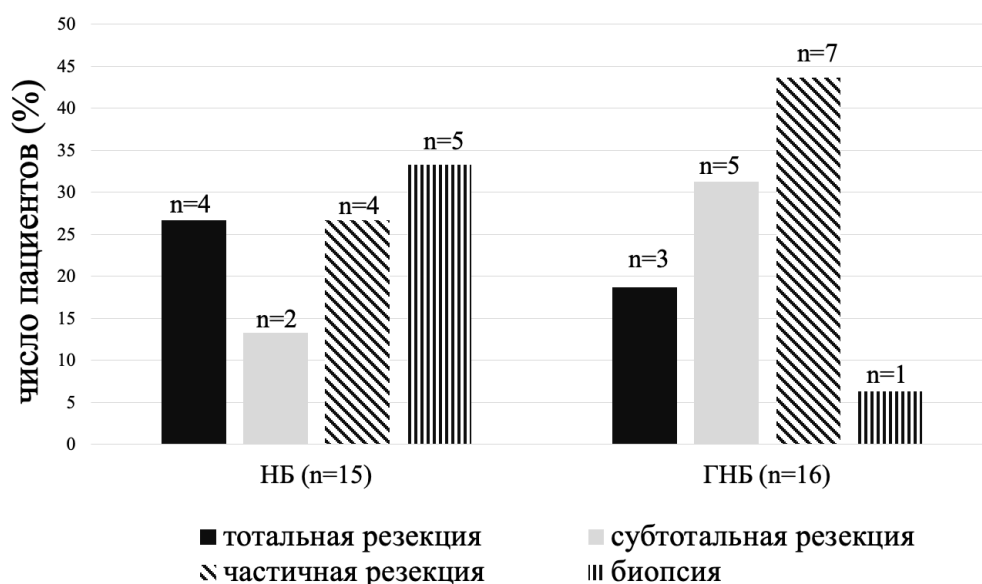 число пациентов (%)
50
45
40
35
30
25
20
15
10
5
0
n=4
n=2
n=4
n=5
n=3
n=5
n=7
n=1
НБ (n=15)
ГНБ (n=16)
тотальная резекция
субтотальная резекция
частичная резекция
биопсия